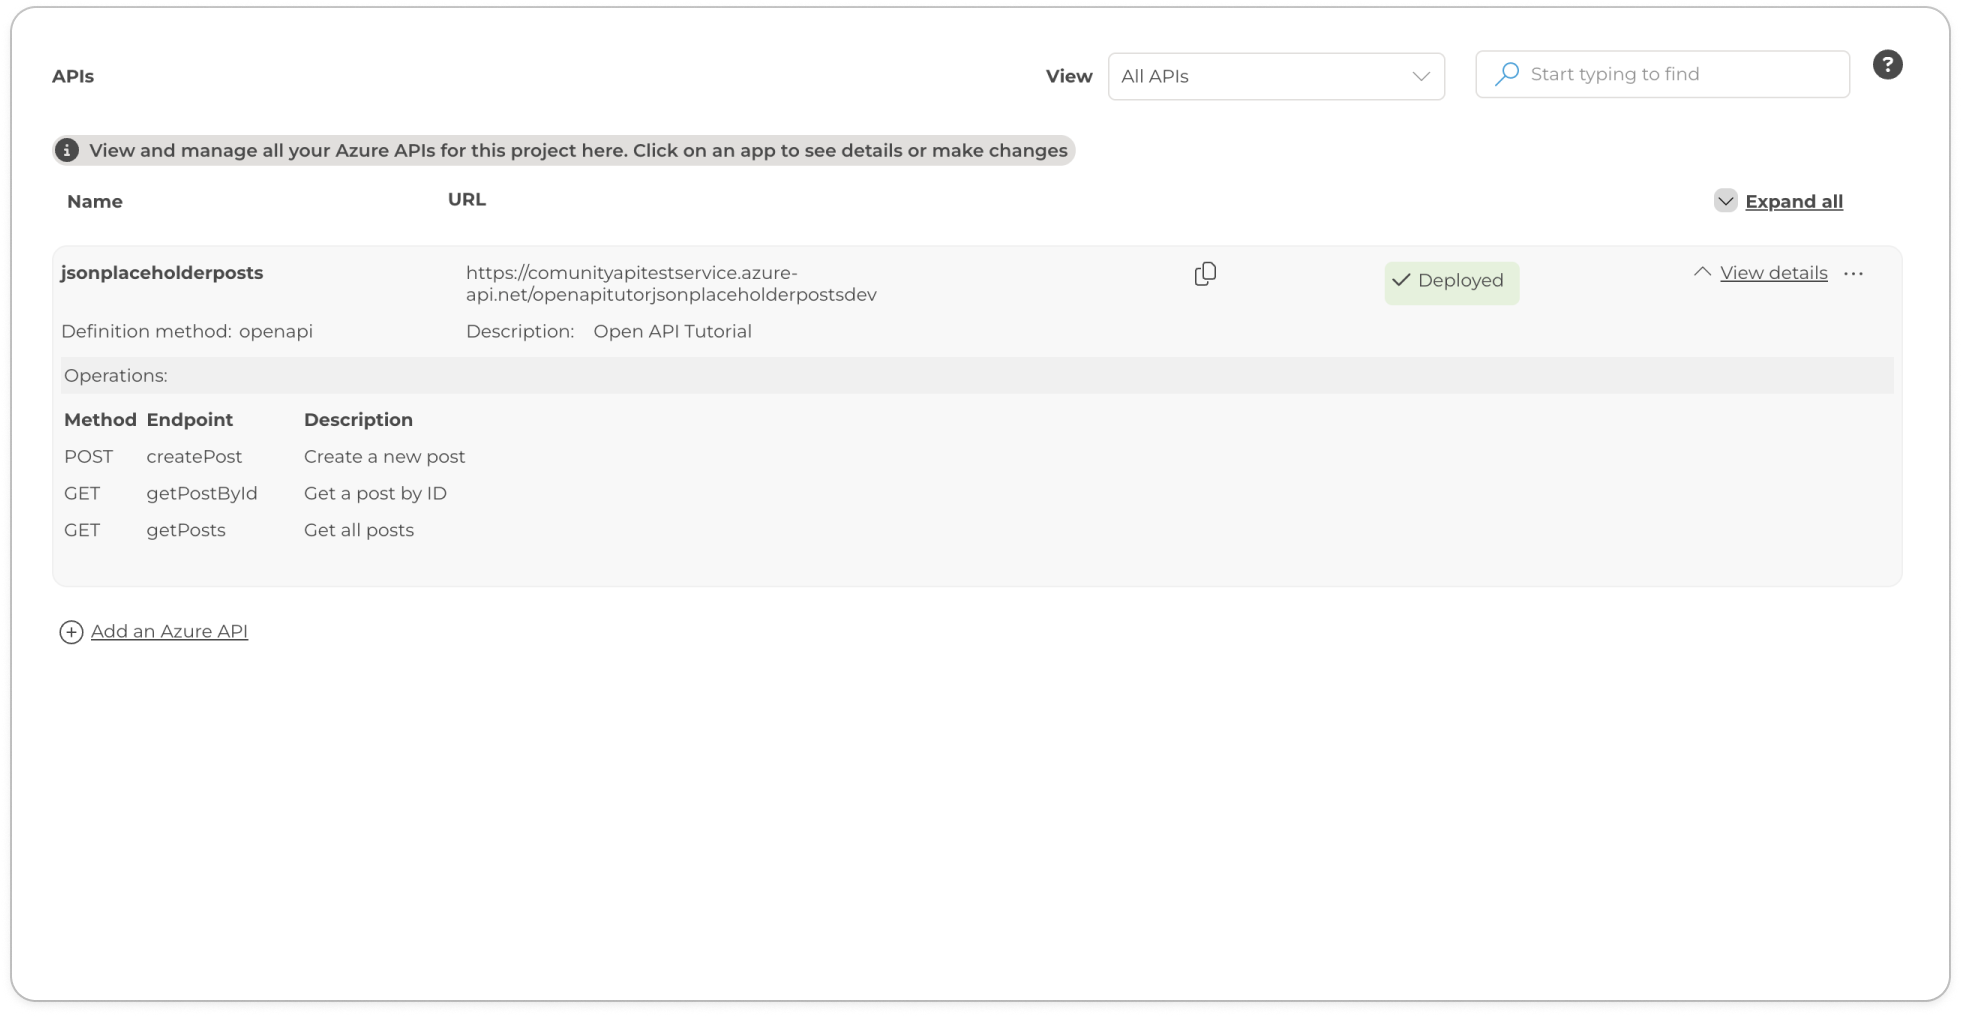 APIs
View
All APIs
Start typing to find
?
i View and manage all your Azure APIs for this project here. Click on an app to see details or make changes
Name
URL
Expand all
jsonplaceholderposts
https://comunityapitestservice.azure-
api.net/openapitutorjsonplaceholderpostsdev
Deployed
View details ...
Definition method: openapi
Description: Open API Tutorial
Operations:
Method Endpoint Description
POST createPost Create a new post
GET getPostById Get a post by ID
GET getPosts Get all posts
Add an Azure API